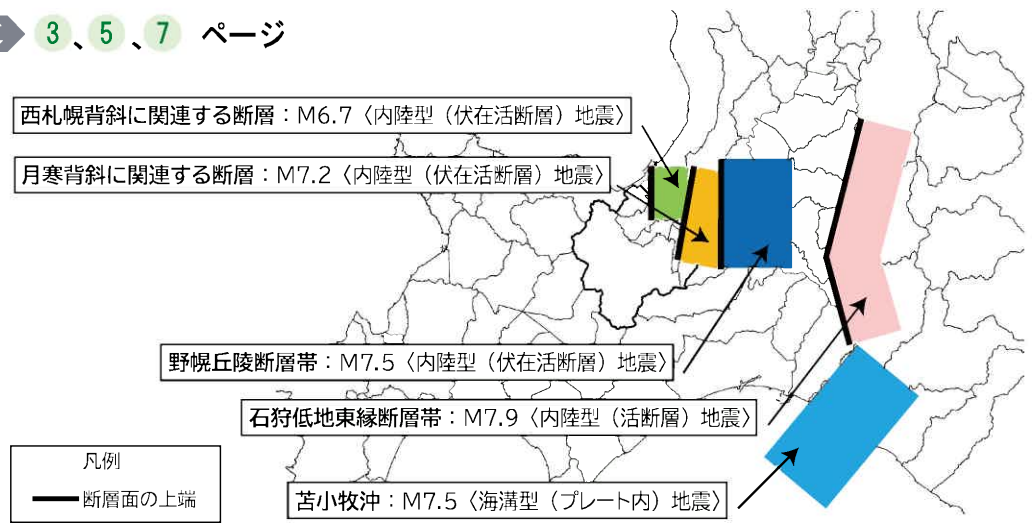 3、5、7 ページ
西札幌背斜に関連する断層：M6.7〈内陸型（伏在活断層）地震〉
月寒背斜に関連する断層：M7.2〈内陸型（伏在活断層）地震〉
野幌丘陵断層帯：M7.5〈内陸型（伏在活断層）地震〉
石狩低地東縁断層帯：M7.9〈内陸型（活断層）地震〉
苫小牧沖：M7.5〈海溝型（プレート内）地震〉
凡例
断層面の上端